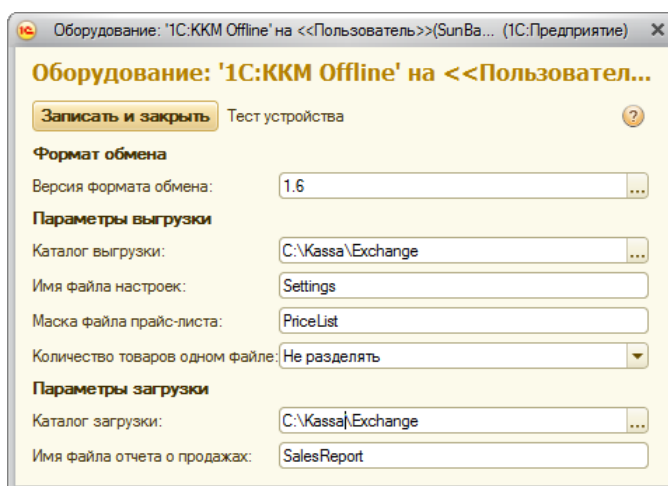 1С Оборудование: '1С:ККМ Offline' на <<Пользователь>>(SunBa... (1С:Предприятие)
Оборудование: '1С:ККМ Offline' на <<Пользовател...
Записать и закрыть Тест устройства ?
Формат обмена
Версия формата обмена: 1.6 ...
Параметры выгрузки
Каталог выгрузки: C:\Kassa\Exchange ...
Имя файла настроек: Settings
Маска файла прайс-листа: PriceList
Количество товаров одном файле: Не разделять
Параметры загрузки
Каталог загрузки: C:\Kassa\Exchange ...
Имя файла отчета о продажах: SalesReport